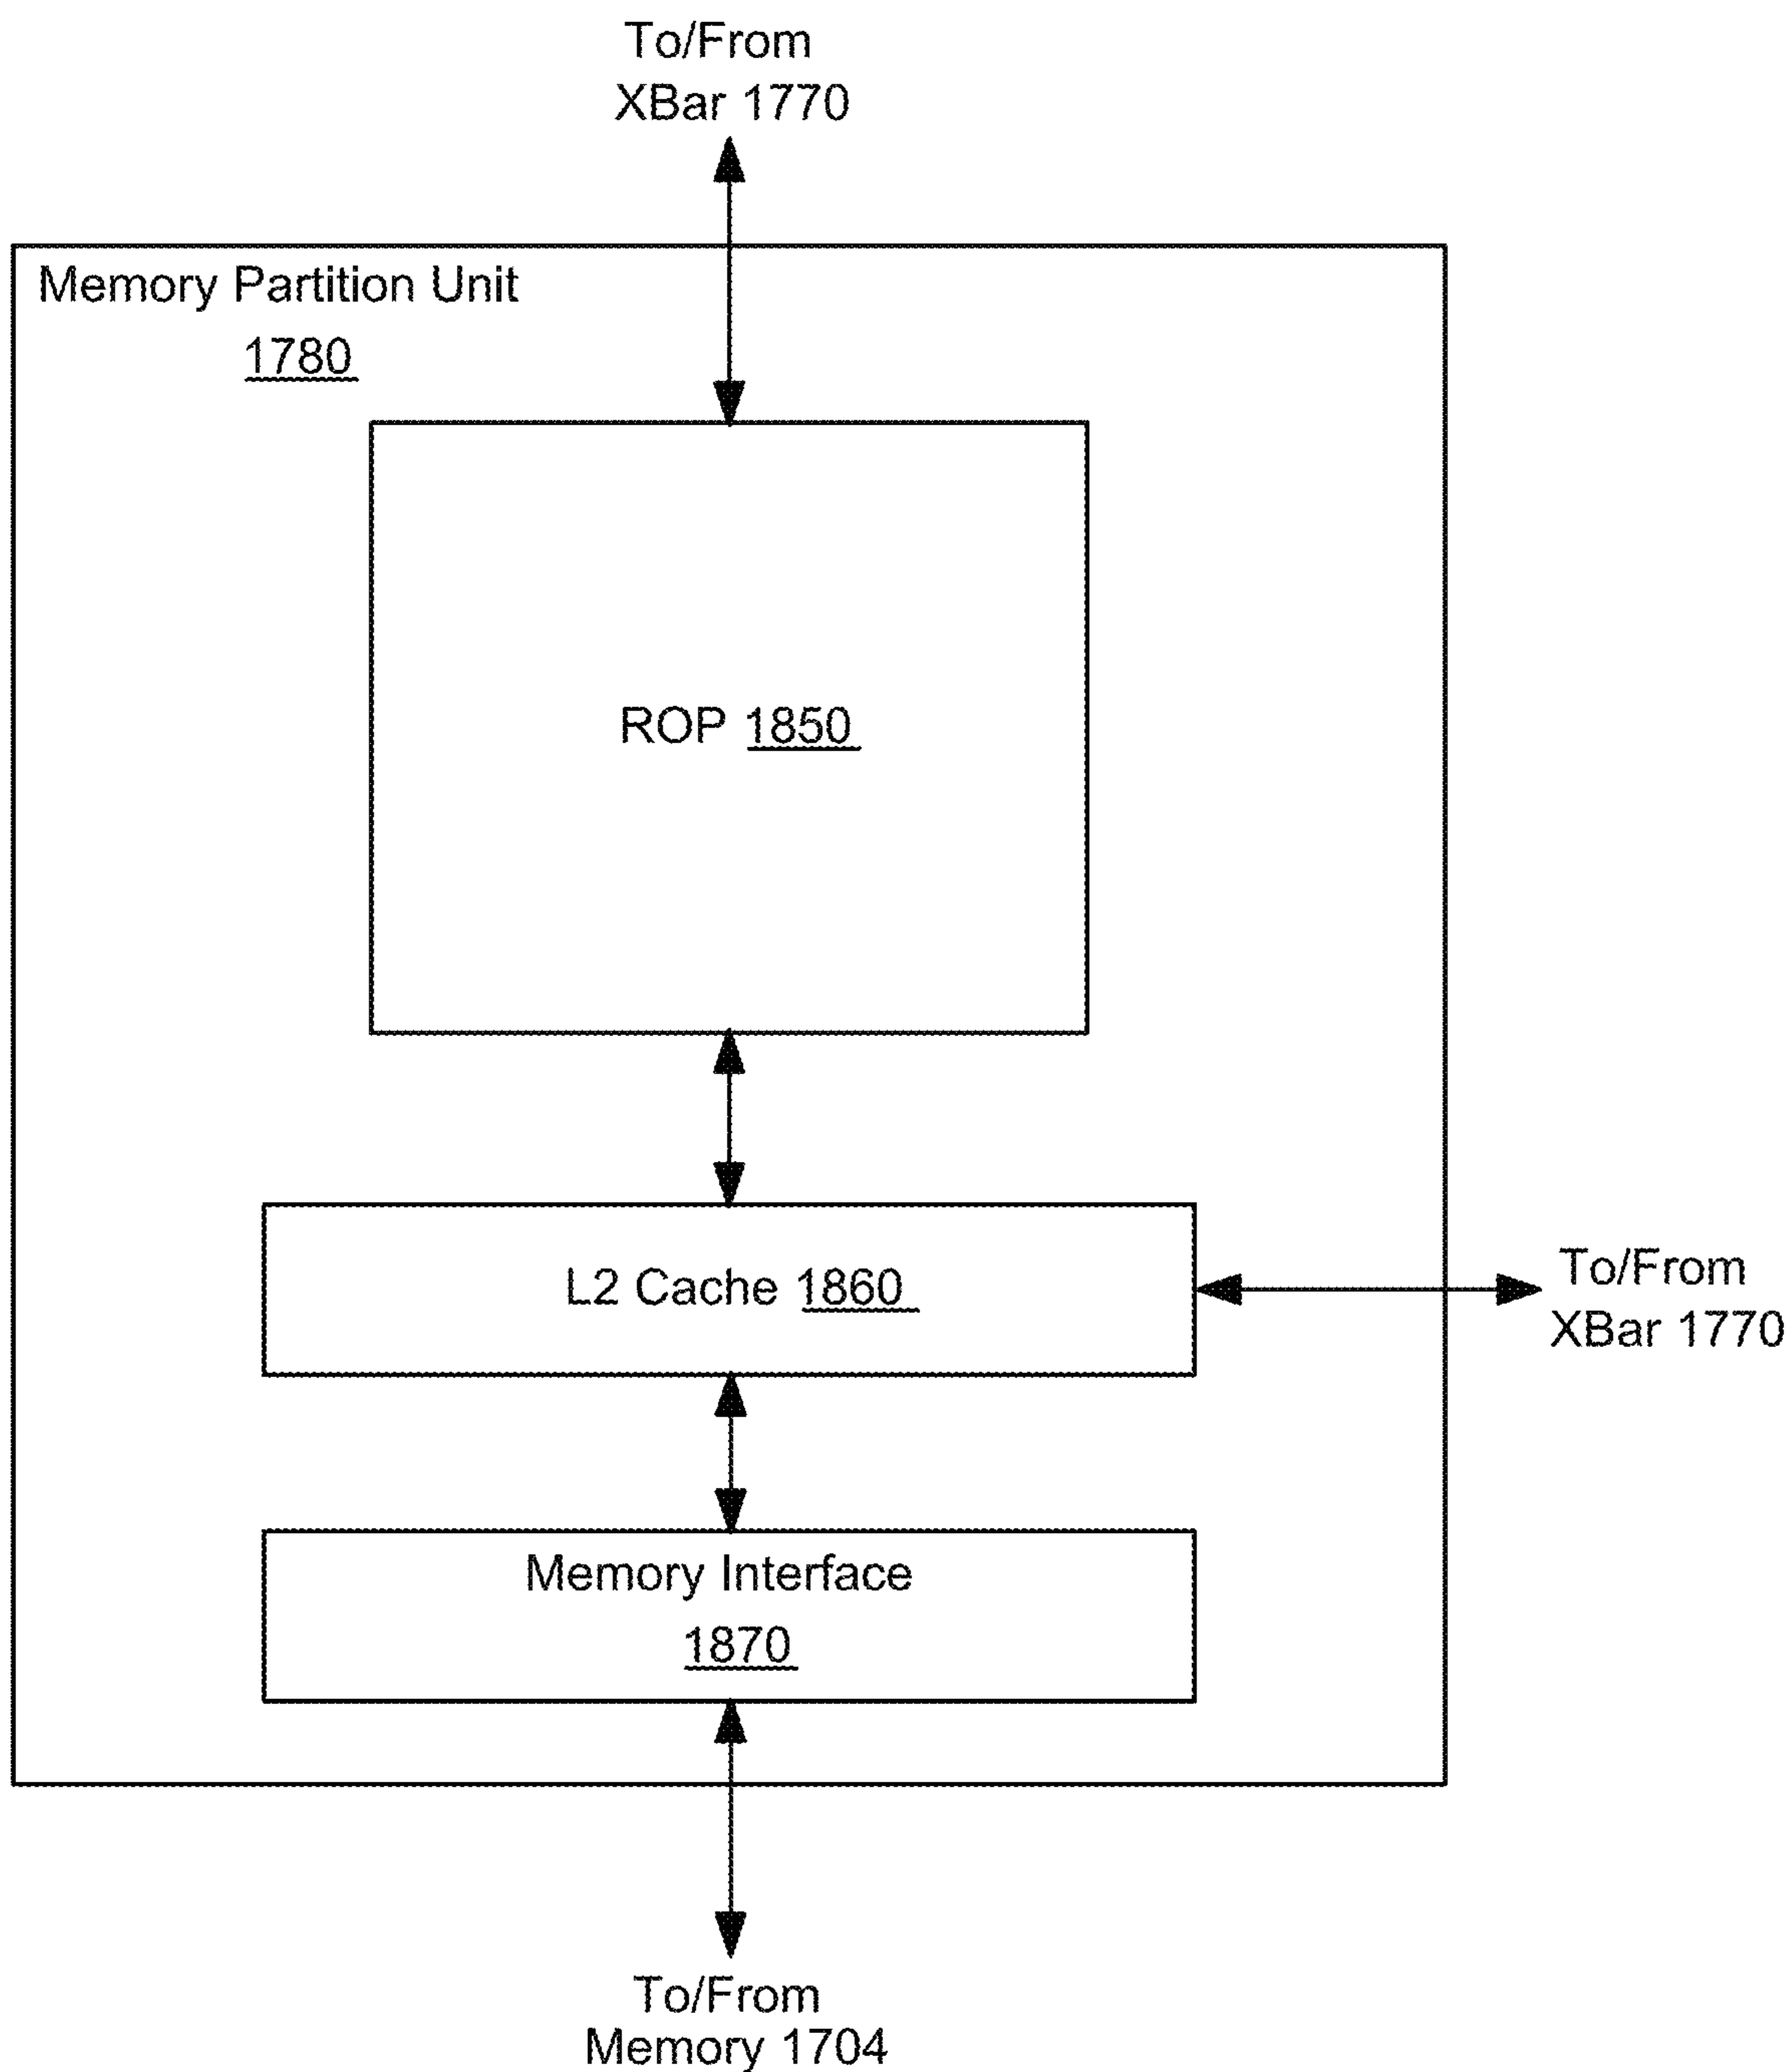 To/From
XBar 1770
Memory Partition Unit
1780
ROP 1850
L2 Cache 1860
To/From
XBar 1770
Memory Interface
1870
To/From
Memory 1704